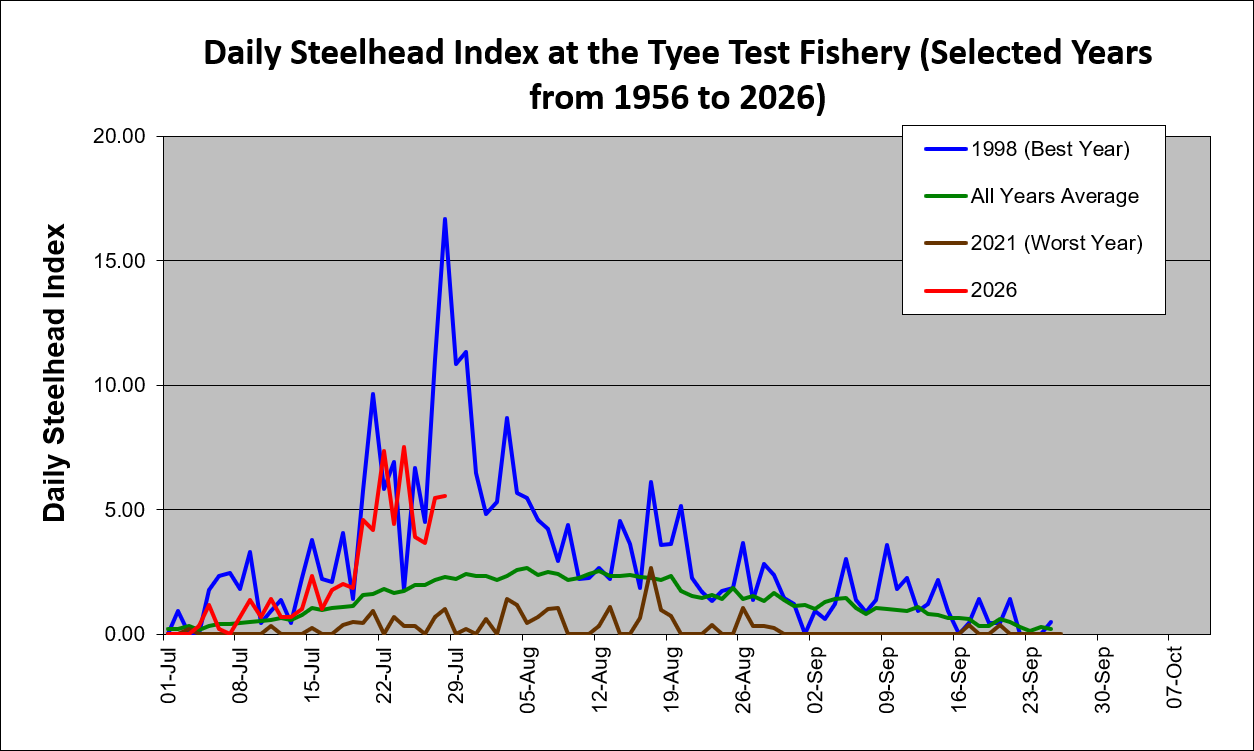 Daily Steelhead Index at the Tyee Test Fishery (Selected Years
from 1956 to 2026)
Daily Steelhead Index
20.00
15.00
10.00
5.00
0.00
1998 (Best Year)
All Years Average
2021 (Worst Year)
2026
01-Jul
08-Jul
15-Jul
22-Jul
29-Jul
05-Aug
12-Aug
19-Aug
26-Aug
02-Sep
09-Sep
16-Sep
23-Sep
30-Sep
07-Oct